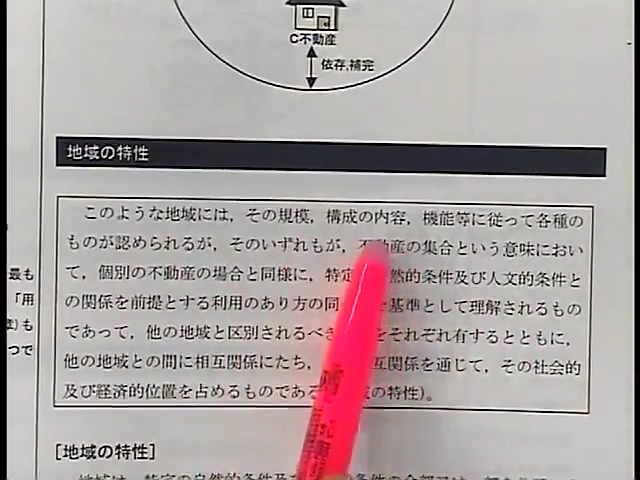 C不動産
依存,補完
地域の特性
このような地域には，その規模，構成の内容，機能等に従って各種の
ものが認められるが，そのいずれもが，不動産の集合という意味におい
て，個別の不動産の場合と同様に，特定 然的条件及び人文的条件と
の関係を前提とする利用のあり方の同 基準として理解されるもの
であって，他の地域と区別されるべき をそれぞれ有するとともに，
他の地域との間に相互関係にたち， 互関係を通じて，その社会的
及び経済的位置を占めるものである の特性）。
最も
「用
も
つで
[地域の特性]